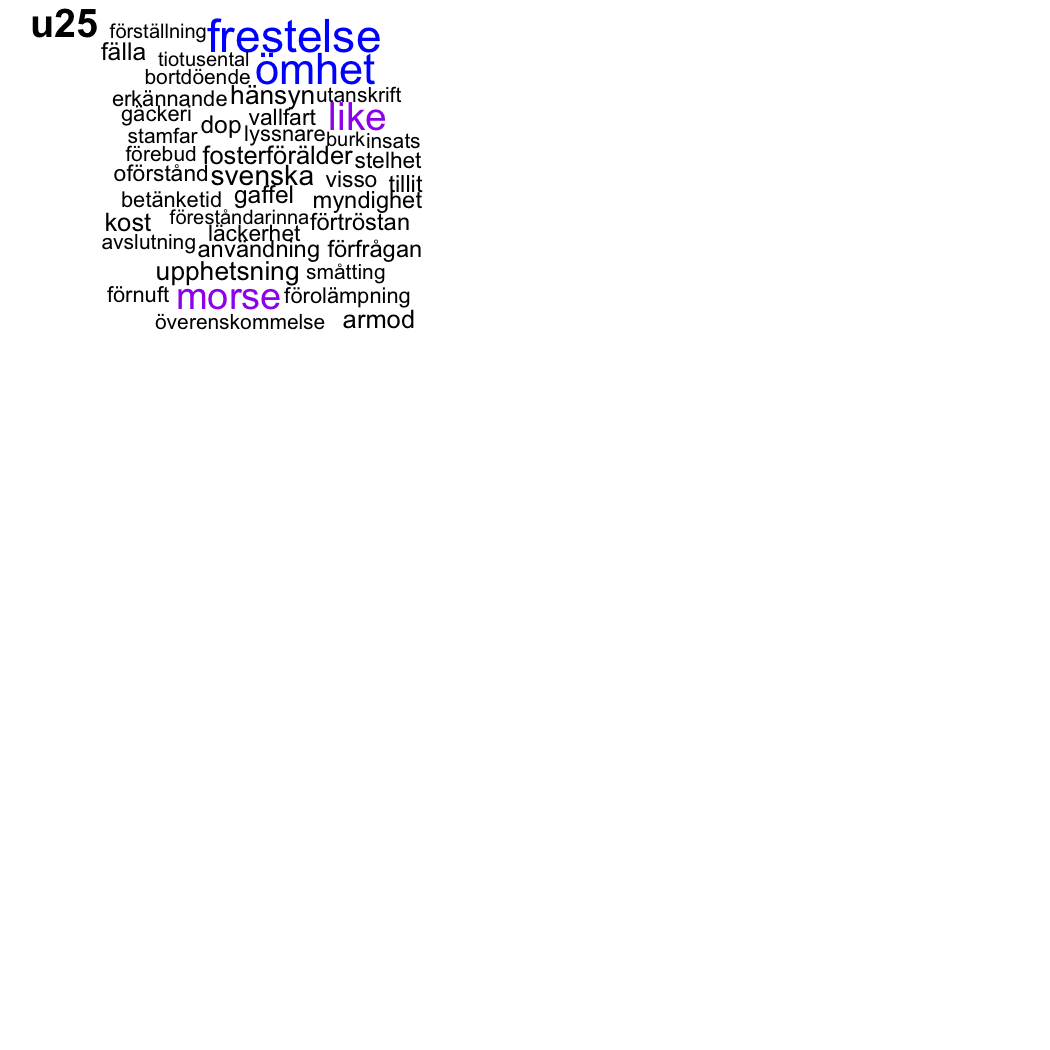 u25 förställning frestelse
fälla tiotusental ömhet
bortdöende
erkännande hänsyn utanskrift
gäckeri dop vallfart like
stamfar lyssnare burk insats
förebud fosterförälder stelhet
oförstånd svenska visso tillit
betänketid gaffel myndighet
kost föreståndarinna förtröstan
avslutning läckerhet
användning förfrågan
upphetsning småtting
förnuft morse förolämpning
överenskommelse armod